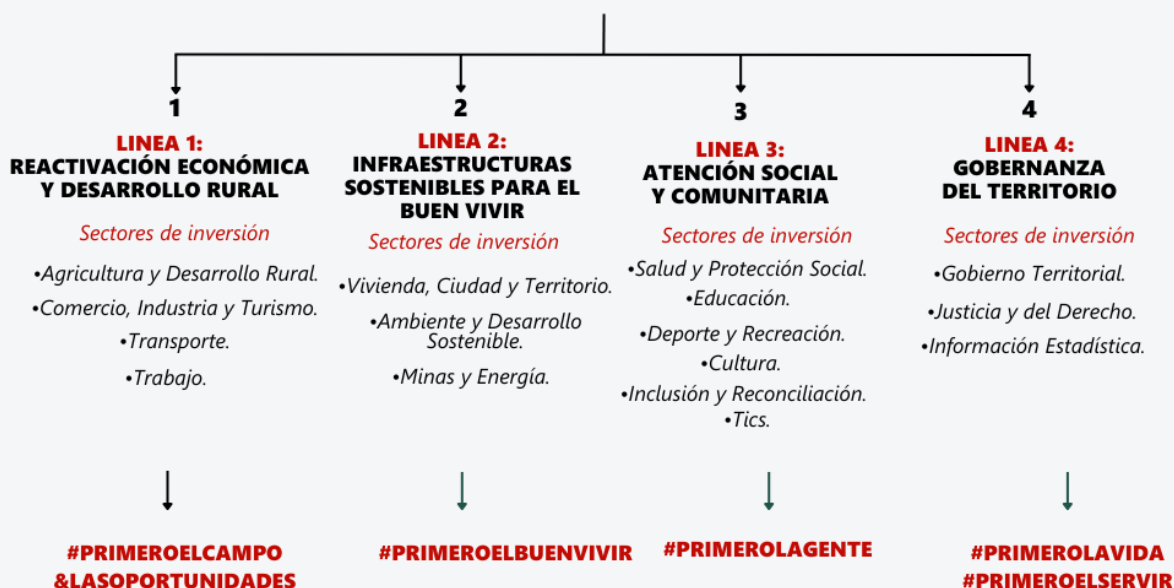 1
LINEA 1:
REACTIVACIÓN ECONÓMICA
Y DESARROLLO RURAL
Sectores de inversión
•Agricultura y Desarrollo Rural.
•Comercio, Industria y Turismo.
•Transporte.
•Trabajo.
#PRIMEROELCAMPO
&LASOPORTUNIDADES
2
LINEA 2:
INFRAESTRUCTURAS
SOSTENIBLES PARA EL
BUEN VIVIR
Sectores de inversión
•Vivienda, Ciudad y Territorio.
•Ambiente y Desarrollo
Sostenible.
•Minas y Energía.
#PRIMEROELBUENVIVIR
3
LINEA 3:
ATENCIÓN SOCIAL
Y COMUNITARIA
Sectores de inversión
•Salud y Protección Social.
•Educación.
•Deporte y Recreación.
•Cultura.
•Inclusión y Reconciliación.
•Tics.
#PRIMEROLAGENTE
4
LINEA 4:
GOBERNANZA
DEL TERRITORIO
Sectores de inversión
•Gobierno Territorial.
•Justicia y del Derecho.
•Información Estadística.
#PRIMEROLAVIDA
#PRIMEROELSERVIR